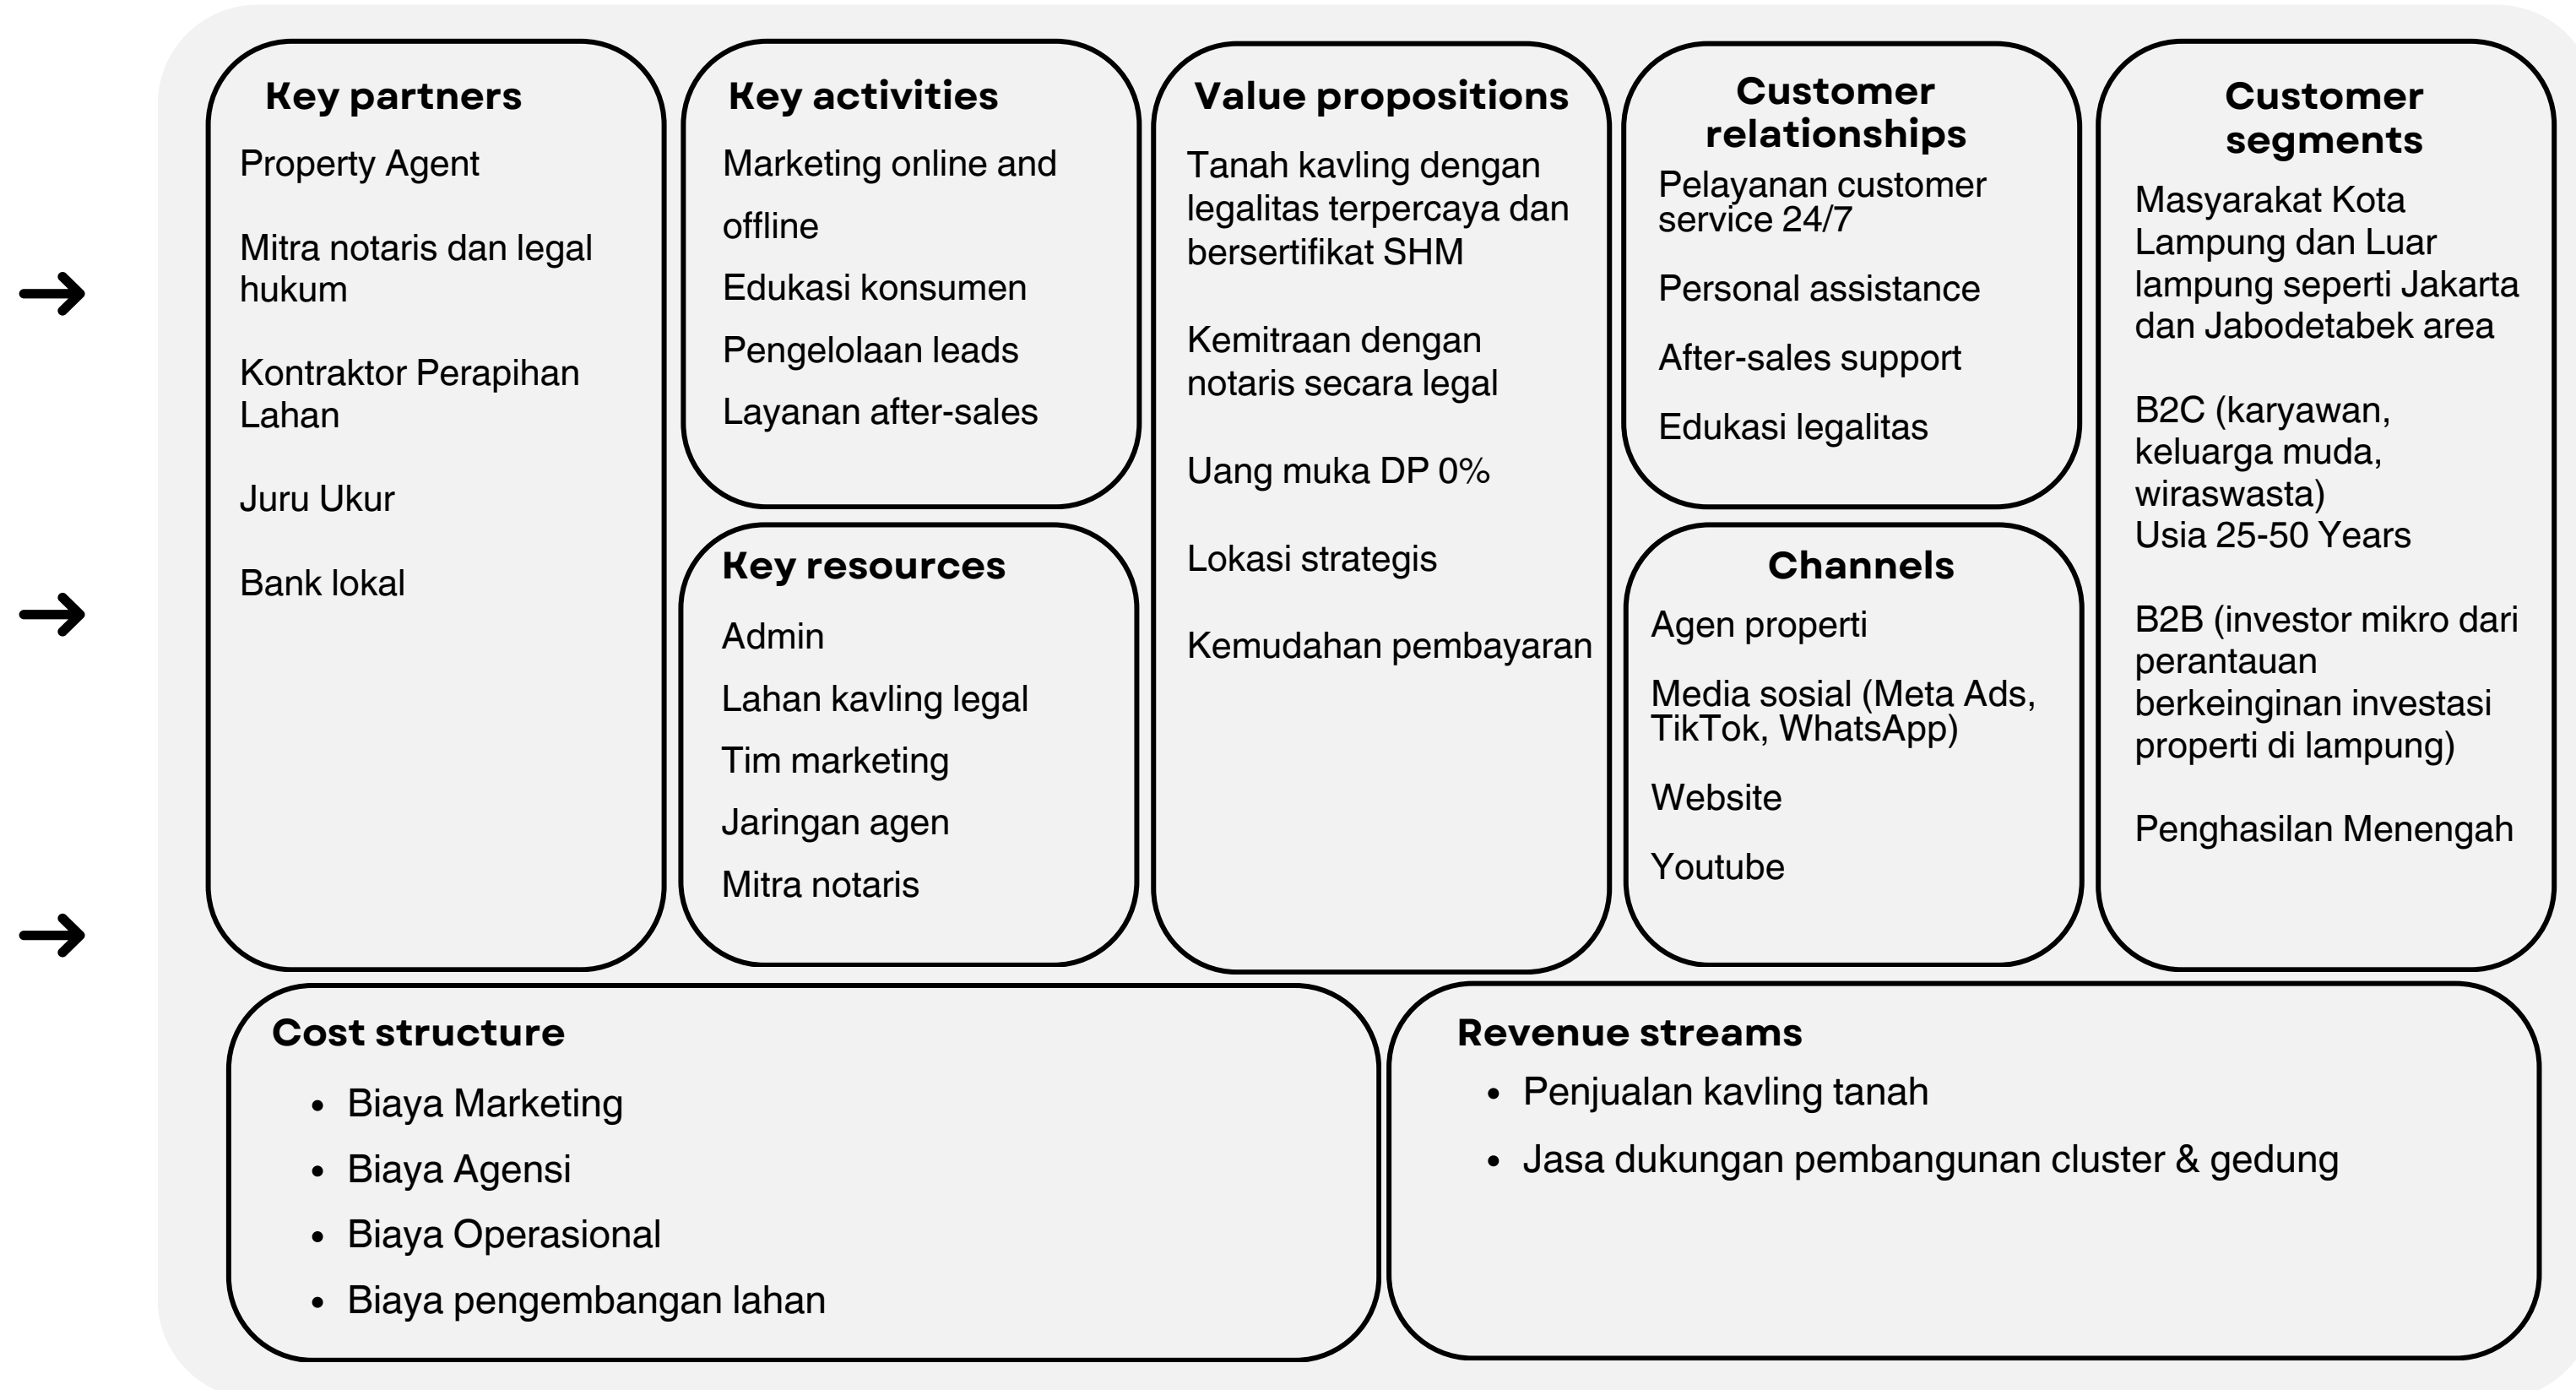 Key partners
Property Agent
Mitra notaris dan legal
hukum
Kontraktor Perapihan
Lahan
Juru Ukur
Bank lokal
Key activities
Marketing online and
offline
Edukasi konsumen
Pengelolaan leads
Layanan after-sales
Key resources
Admin
Lahan kavling legal
Tim marketing
Jaringan agen
Mitra notaris
Value propositions
Tanah kavling dengan
legalitas terpercaya dan
bersertifikat SHM
Kemitraan dengan
notaris secara legal
Uang muka DP 0%
Lokasi strategis
Kemudahan pembayaran
Customer
relationships
Pelayanan customer
service 24/7
Personal assistance
After-sales support
Edukasi legalitas
Channels
Agen properti
Media sosial (Meta Ads,
TikTok, WhatsApp)
Website
Youtube
Customer
segments
Masyarakat Kota
Lampung dan Luar
lampung seperti Jakarta
dan Jabodetabek area
B2C (karyawan,
keluarga muda,
wiraswasta)
Usia 25-50 Years
B2B (investor mikro dari
perantauan
berkeinginan investasi
properti di lampung)
Penghasilan Menengah
Cost structure
• Biaya Marketing
• Biaya Agensi
• Biaya Operasional
• Biaya pengembangan lahan
Revenue streams
• Penjualan kavling tanah
• Jasa dukungan pembangunan cluster & gedung